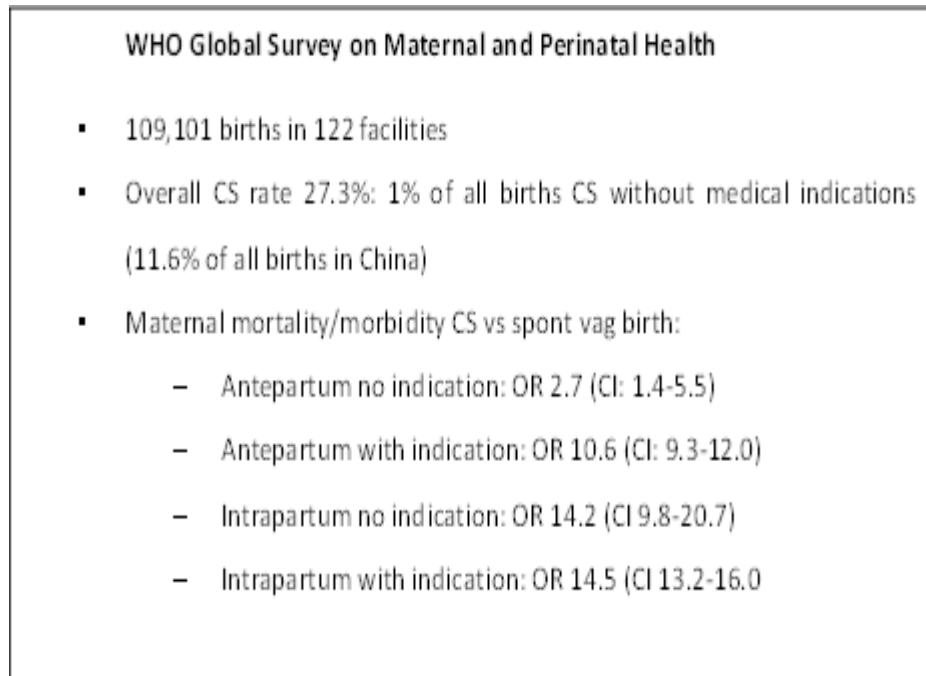 WHO Global Survey on Maternal and Perinatal Health
▪ 109,101 births in 122 facilities
▪ Overall CS rate 27.3%: 1% of all births CS without medical indications
(11.6% of all births in China)
▪ Maternal mortality/morbidity CS vs spont vag birth:
– Antepartum no indication: OR 2.7 (CI: 1.4-5.5)
– Antepartum with indication: OR 10.6 (CI: 9.3-12.0)
– Intrapartum no indication: OR 14.2 (CI 9.8-20.7)
– Intrapartum with indication: OR 14.5 (CI 13.2-16.0